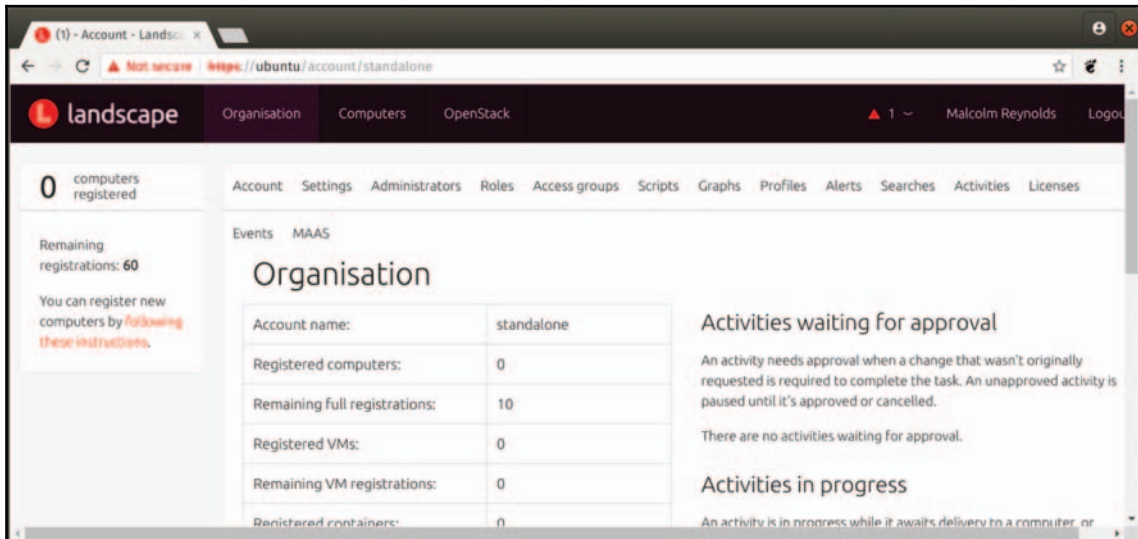 (1) - Account - Landsc
Not secure https://ubuntu/account/standalone
landscape Organisation Computers OpenStack 1 Malcolm Reynolds Logou
0 computers registered
Account Settings Administrators Roles Access groups Scripts Graphs Profiles Alerts Searches Activities Licenses
Events MAAS
Remaining
registrations: 60
You can register new
computers by following
these instructions.
Organisation
Account name: standalone
Registered computers: 0
Remaining full registrations: 10
Registered VMs: 0
Remaining VM registrations: 0
Registered containers: 0
Activities waiting for approval
An activity needs approval when a change that wasn't originally
requested is required to complete the task. An unapproved activity is
paused until it's approved or cancelled.
There are no activities waiting for approval.
Activities in progress
An activity is in progress while it awaits delivery to a computer, or